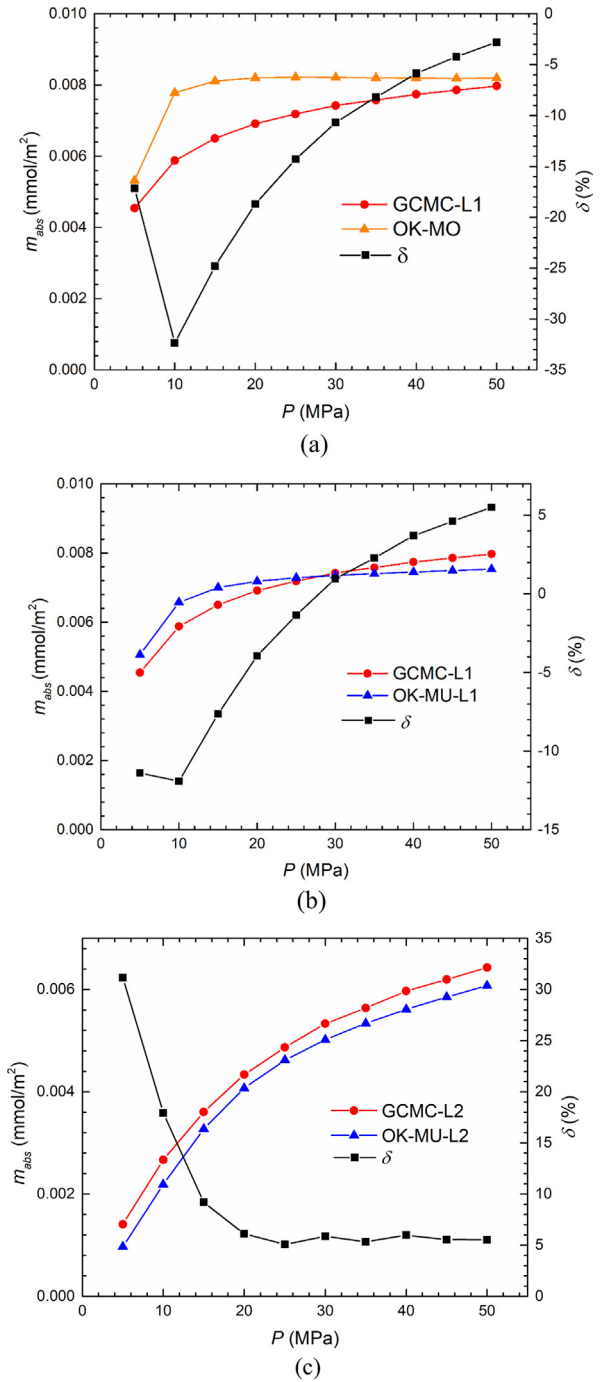 0.010
0.008
0.006
0.004
0.002
0.000
m_abs (mmol/m²)
0
-5
-10
-15
-20
-25
-30
-35
δ (%)
GCMC-L1
OK-MO
δ
0 10 20 30 40 50
P (MPa)
(a)
0.010
0.008
0.006
0.004
0.002
0.000
m_abs (mmol/m²)
5
0
-5
-10
-15
δ (%)
GCMC-L1
OK-MU-L1
δ
0 10 20 30 40 50
P (MPa)
(b)
0.006
0.004
0.002
0.000
m_abs (mmol/m²)
35
30
25
20
15
10
5
0
δ (%)
GCMC-L2
OK-MU-L2
δ
0 10 20 30 40 50
P (MPa)
(c)